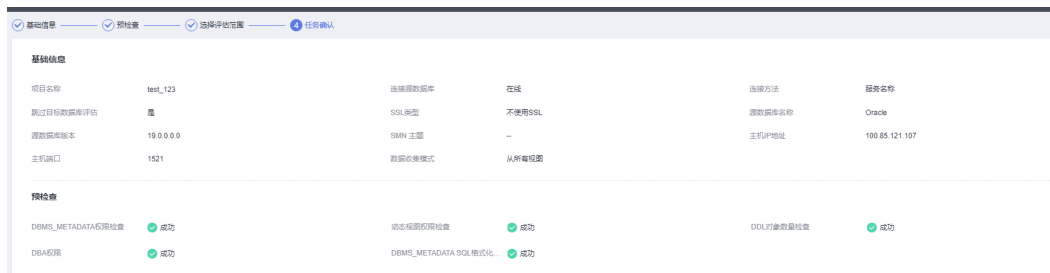 基础信息 预检查 选择评估范围 4 任务确认
基础信息
项目名称 test_123 连接源数据库 在线 连接方法 服务名称
跳过目标数据库评估 是 SSL类型 不使用SSL 源数据库名称 Oracle
源数据库版本 19.0.0.0.0 SMN 主题 -- 主机IP地址 100.85.121.107
主机端口 1521 数据收集模式 从所有视图
预检查
DBMS_METADATA权限检查 成功 动态视图权限检查 成功 DDL对象数量检查 成功
DBA权限 成功 DBMS_METADATA SQL格式化... 成功